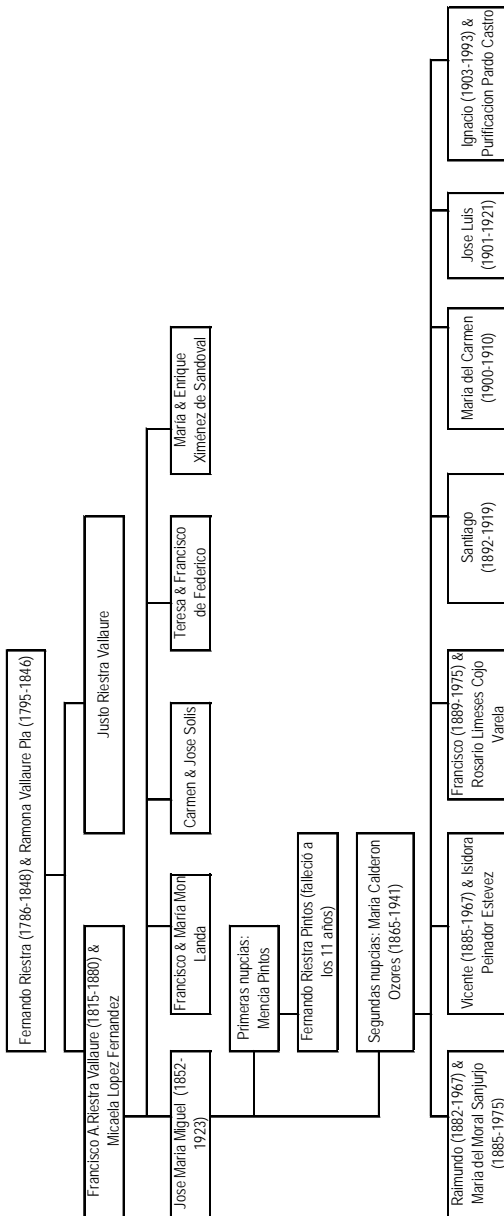 Fernando Riestra (1786-1848) & Ramona Vallaure Pla (1795-1846)
Francisco A.Riestra Vallaure (1815-1880) &
Micaela Lopez Fernandez
Justo Riestra Vallaure
Jose Maria Miguel (1852-
1923)
Francisco & María Mon
Landa
Carmen & Jose Solis
Teresa & Francisco
de Federico
María & Enrique
Ximénez de Sandoval
Primeras nupcias:
Mencia Pintos
Fernando Riestra Pintos (falleció a
los 11 años)
Segundas nupcias: Maria Calderon
Ozores (1865-1941)
Raimundo (1882-1967) &
Maria del Moral Sanjurjo
(1885-1975)
Vicente (1885-1967) & Isidora
Peinador Estevez
Francisco (1889-1975) &
Rosario Limeses Cojo
Varela
Santiago
(1892-1919)
Maria del Carmen
(1900-1910)
Jose Luis
(1901-1921)
Ignacio (1903-1993) &
Purificacion Pardo Castro